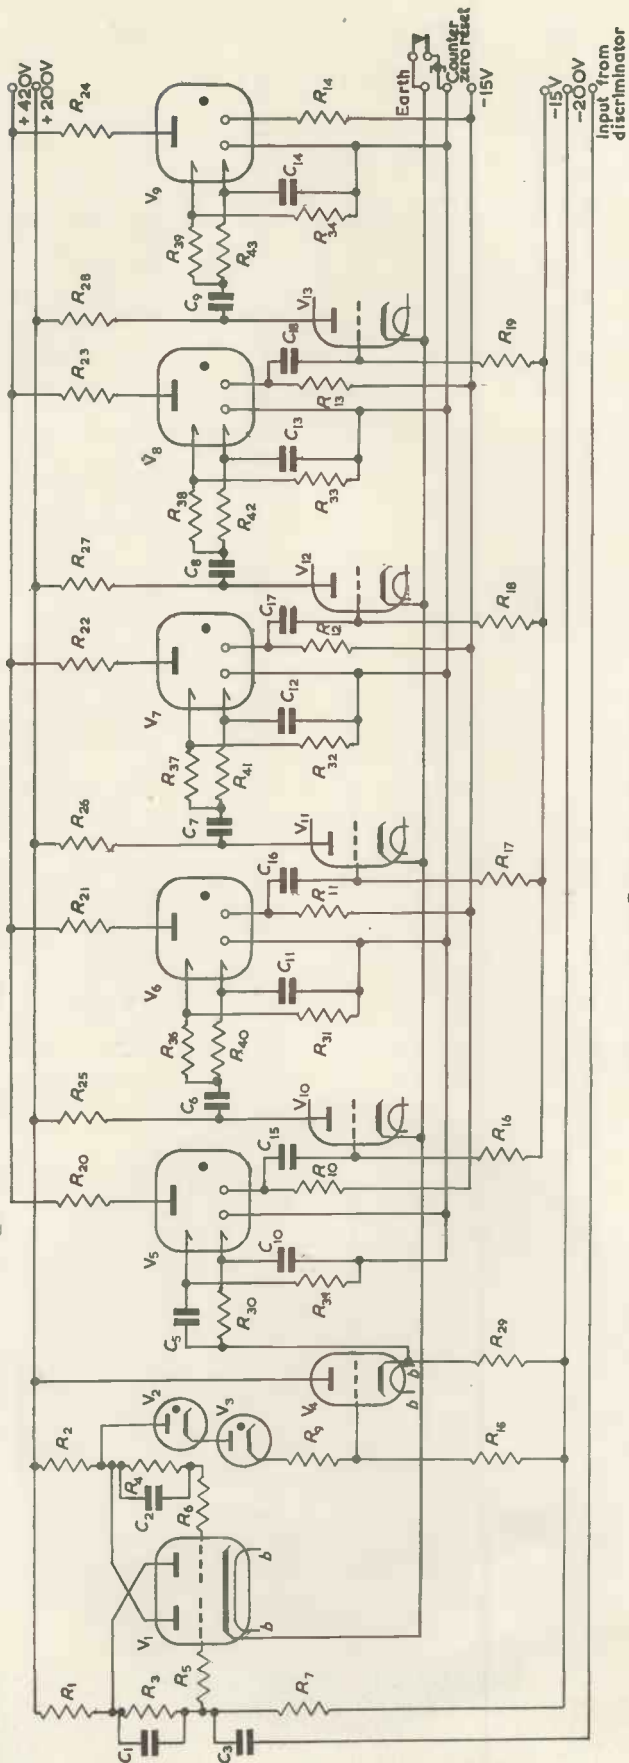 +420V
+200V
R24
R28
R23
R27
R22
R26
R21
R25
R20
R2
R1
V9
V8
V7
V6
V5
V2
V3
R39
R43
C9
C14
R34
R14
V13
C18
R13
R19
R38
R42
C8
C13
R33
V12
C17
R12
R18
R37
R41
C7
C12
R32
V11
C16
R11
R17
R36
R40
C6
C11
R31
V10
C15
R10
R16
C5
R30
C10
R39
V4
b
b
R29
R9
R16
R4
C2
R6
V1
b
b
R5
R3
C1
C3
R7
Earth
Counter
zero reset
-15V
-15V
-200V
Input from
discriminator